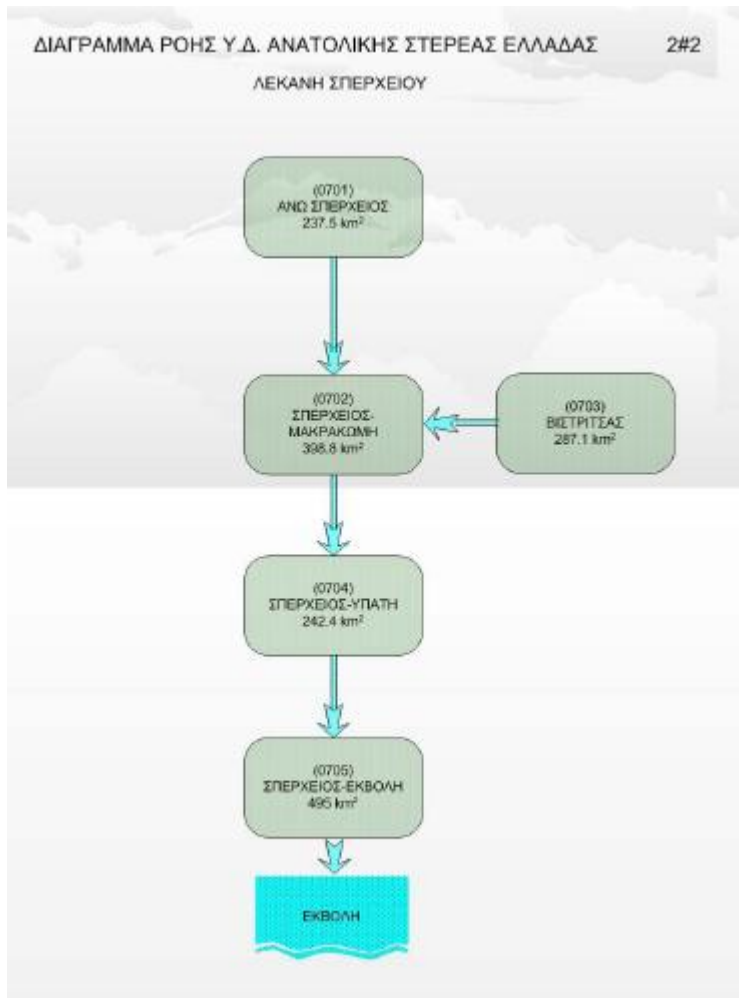 ΔΙΑΓΡΑΜΜΑ ΡΟΗΣ Υ.Δ. ΑΝΑΤΟΛΙΚΗΣ ΣΤΕΡΕΑΣ ΕΛΛΑΔΑΣ 2#2
ΛΕΚΑΝΗ ΣΠΕΡΧΕΙΟΥ
(0701)
ΑΝΩ ΣΠΕΡΧΕΙΟΣ
237.5 km²
(0702)
ΣΠΕΡΧΕΙΟΣ-
ΜΑΚΡΑΚΩΜΗ
398.8 km²
(0703)
ΒΙΣΤΡΙΤΣΑΣ
287.1 km²
(0704)
ΣΠΕΡΧΕΙΟΣ-ΥΠΑΤΗ
242.4 km²
(0705)
ΣΠΕΡΧΕΙΟΣ-ΕΚΒΟΛΗ
495 km²
ΕΚΒΟΛΗ